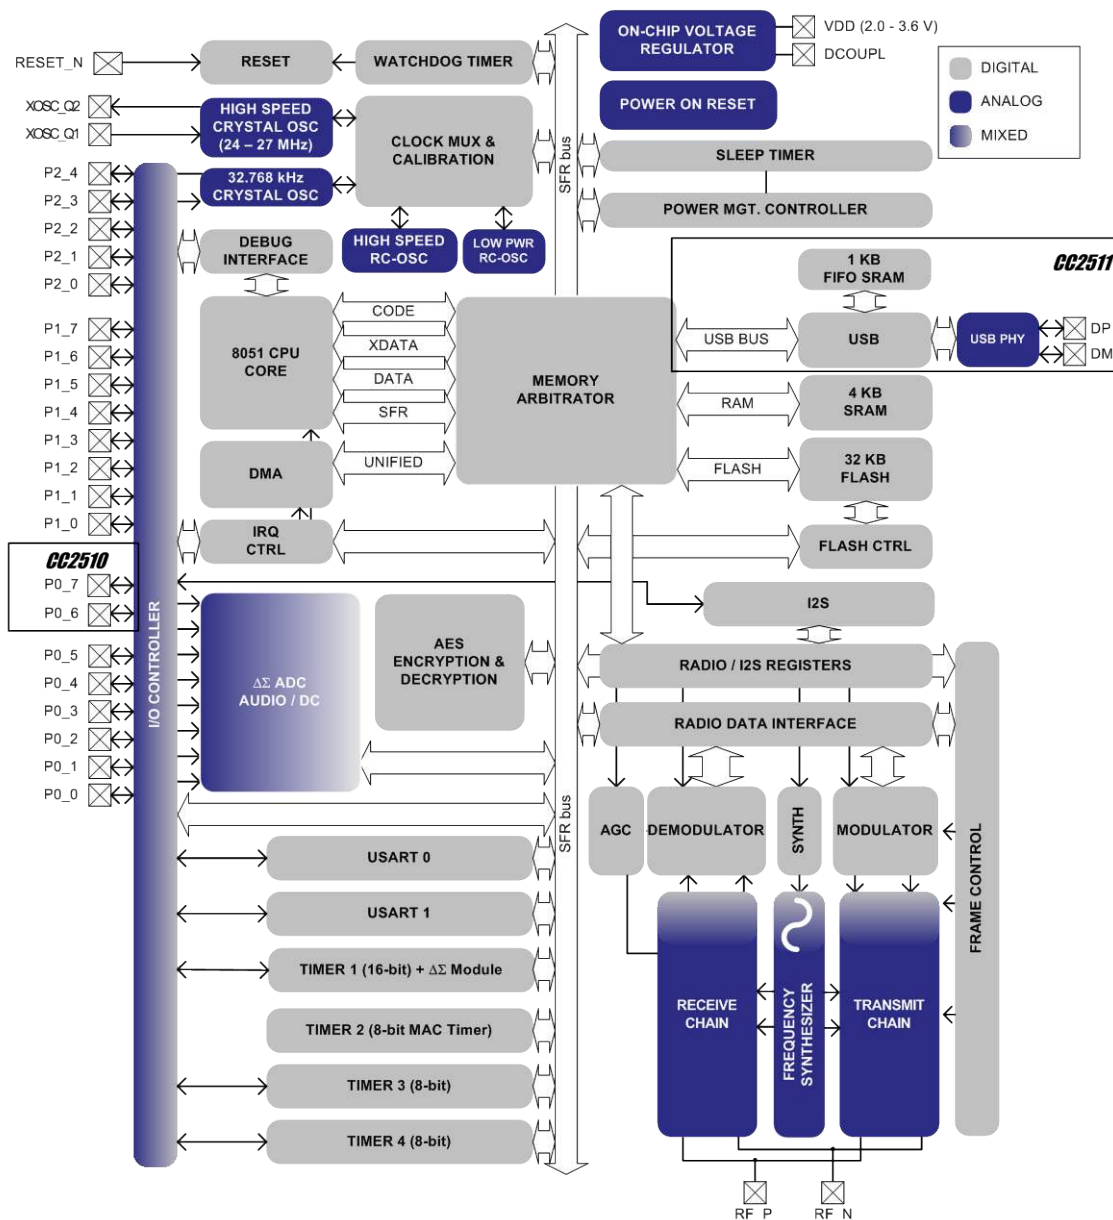 RESET_N
RESET
WATCHDOG TIMER
ON-CHIP VOLTAGE
REGULATOR
VDD (2.0 - 3.6 V)
DCOUPL
DIGITAL
ANALOG
MIXED
POWER ON RESET
XOSC_Q2
XOSC_Q1
HIGH SPEED
CRYSTAL OSC
(24 – 27 MHz)
CLOCK MUX &
CALIBRATION
SFR bus
SLEEP TIMER
POWER MGT. CONTROLLER
32.768 kHz
CRYSTAL OSC
P2_4
P2_3
P2_2
P2_1
P2_0
DEBUG
INTERFACE
HIGH SPEED
RC-OSC
LOW PWR
RC-OSC
1 KB
FIFO SRAM
CC2511
USB BUS
USB
USB PHY
DP
DM
P1_7
P1_6
P1_5
P1_4
P1_3
P1_2
P1_1
P1_0
8051 CPU
CORE
CODE
XDATA
DATA
SFR
UNIFIED
MEMORY
ARBITRATOR
RAM
4 KB
SRAM
FLASH
32 KB
FLASH
DMA
IRQ
CTRL
FLASH CTRL
CC2510
P0_7
P0_6
P0_5
P0_4
P0_3
P0_2
P0_1
P0_0
I/O CONTROLLER
ΔΣ ADC
AUDIO / DC
AES
ENCRYPTION &
DECRYPTION
I2S
RADIO / I2S REGISTERS
RADIO DATA INTERFACE
SFR bus
AGC
DEMODULATOR
SYNTH
MODULATOR
FRAME CONTROL
USART 0
USART 1
TIMER 1 (16-bit) + ΔΣ Module
TIMER 2 (8-bit MAC Timer)
TIMER 3 (8-bit)
TIMER 4 (8-bit)
RECEIVE
CHAIN
FREQUENCY
SYNTHESIZER
TRANSMIT
CHAIN
RF_P
RF_N